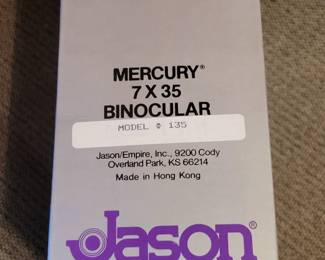 MERCURY®
7 X 35
BINOCULAR
MODEL # 135
Jason/Empire, Inc., 9200 Cody
Overland Park, KS 66214
Made in Hong Kong
Jason®